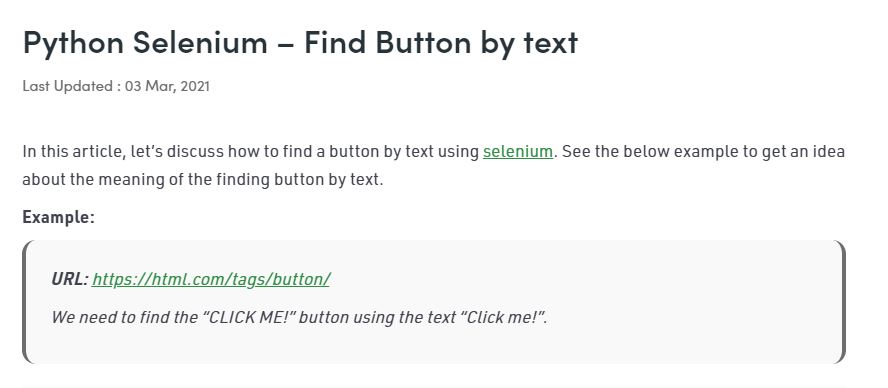 Python Selenium – Find Button by text
Last Updated : 03 Mar, 2021
In this article, let’s discuss how to find a button by text using selenium. See the below example to get an idea
about the meaning of the finding button by text.
Example:
URL: https://html.com/tags/button/
We need to find the “CLICK ME!” button using the text “Click me!”.